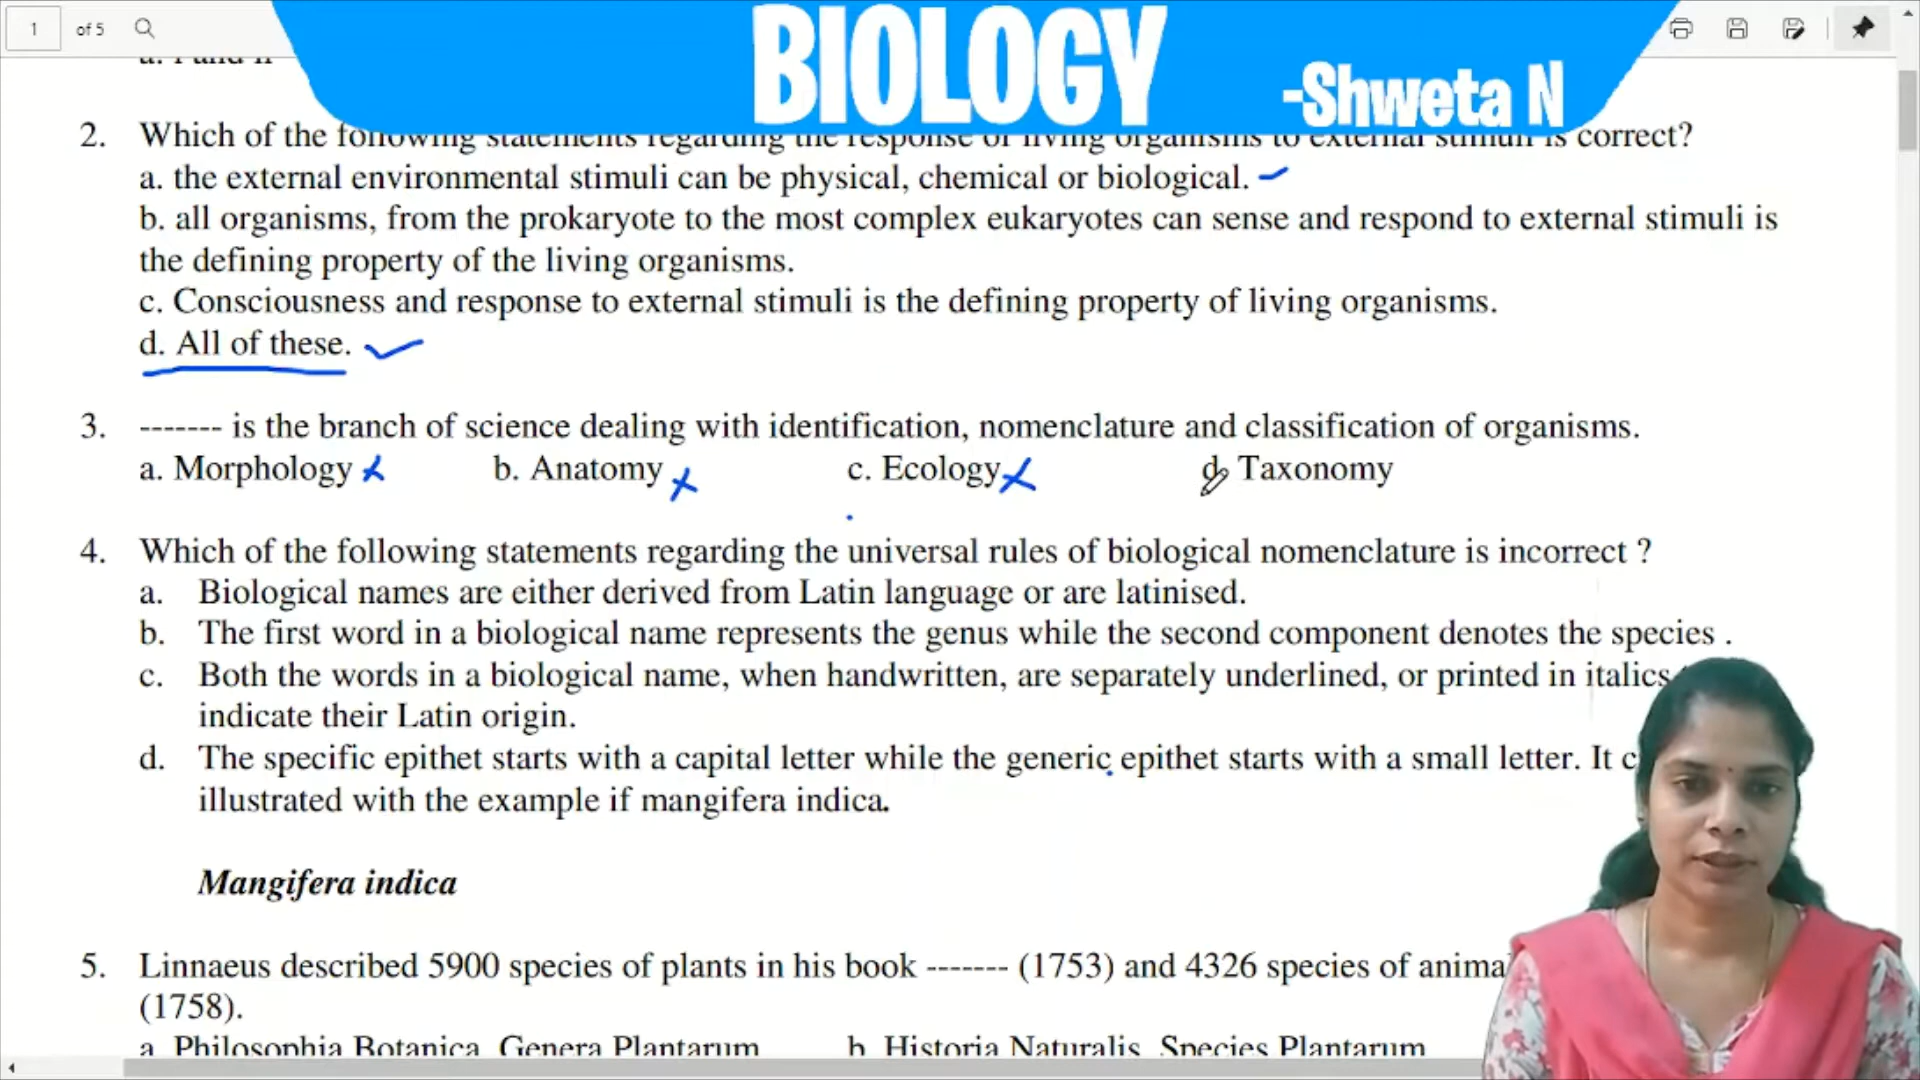 1 of 5
BIOLOGY
-Shweta N
a. I and II
2. Which of the following statements regarding the response of living organisms to external stimuli is correct?
a. the external environmental stimuli can be physical, chemical or biological.
b. all organisms, from the prokaryote to the most complex eukaryotes can sense and respond to external stimuli is
the defining property of the living organisms.
c. Consciousness and response to external stimuli is the defining property of living organisms.
d. All of these.
3. ------- is the branch of science dealing with identification, nomenclature and classification of organisms.
a. Morphology b. Anatomy c. Ecology d. Taxonomy
4. Which of the following statements regarding the universal rules of biological nomenclature is incorrect ?
a. Biological names are either derived from Latin language or are latinised.
b. The first word in a biological name represents the genus while the second component denotes the species .
c. Both the words in a biological name, when handwritten, are separately underlined, or printed in italics
indicate their Latin origin.
d. The specific epithet starts with a capital letter while the generic epithet starts with a small letter. It
illustrated with the example if mangifera indica.
Mangifera indica
5. Linnaeus described 5900 species of plants in his book ------- (1753) and 4326 species of
(1758).
a. Philosophia Botanica, Genera Plantarum b. Historia Naturalis, Species Plantarum